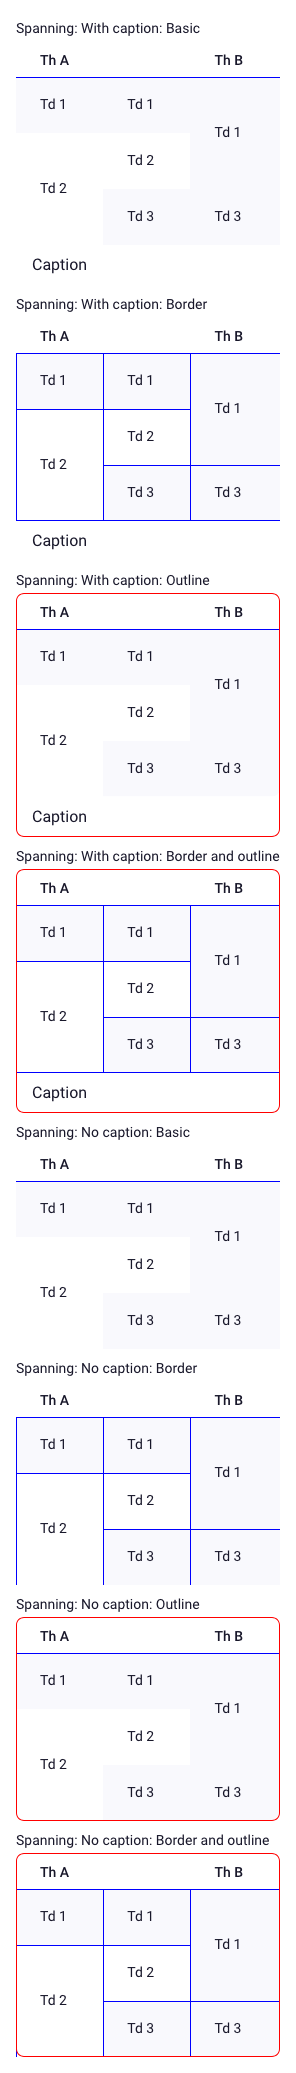 Spanning: With caption: Basic
Th A Th B
Td 1 Td 1
Td 1
Td 2
Td 2
Td 3 Td 3
Caption
Spanning: With caption: Border
Th A Th B
Td 1 Td 1
Td 1
Td 2
Td 2
Td 3 Td 3
Caption
Spanning: With caption: Outline
Th A Th B
Td 1 Td 1
Td 1
Td 2
Td 2
Td 3 Td 3
Caption
Spanning: With caption: Border and outline
Th A Th B
Td 1 Td 1
Td 1
Td 2
Td 2
Td 3 Td 3
Caption
Spanning: No caption: Basic
Th A Th B
Td 1 Td 1
Td 1
Td 2
Td 2
Td 3 Td 3
Spanning: No caption: Border
Th A Th B
Td 1 Td 1
Td 1
Td 2
Td 2
Td 3 Td 3
Spanning: No caption: Outline
Th A Th B
Td 1 Td 1
Td 1
Td 2
Td 2
Td 3 Td 3
Spanning: No caption: Border and outline
Th A Th B
Td 1 Td 1
Td 1
Td 2
Td 2
Td 3 Td 3